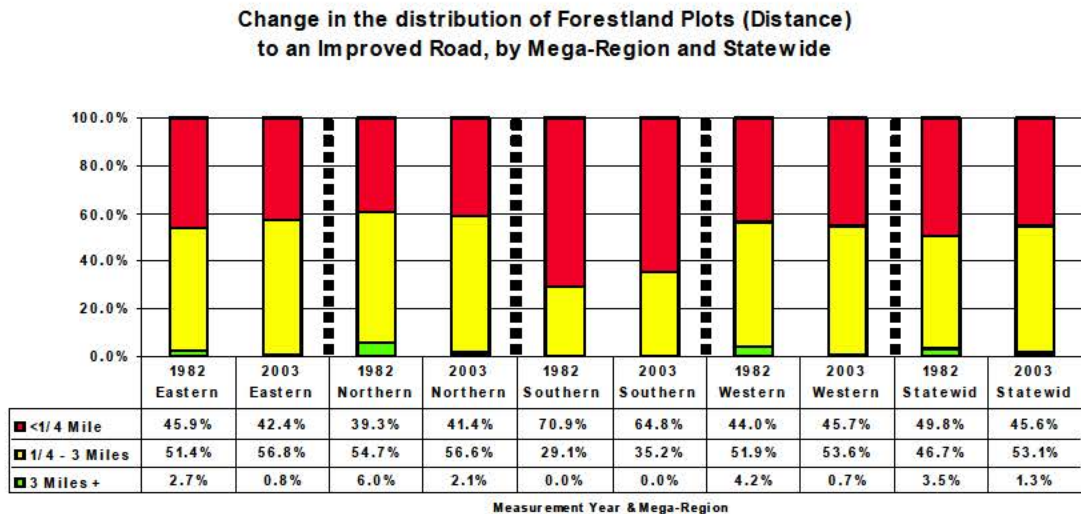 Change in the distribution of Forestland Plots (Distance)
to an Improved Road, by Mega-Region and Statewide
100.0%
80.0%
60.0%
40.0%
20.0%
0.0%
1982 2003 1982 2003 1982 2003 1982 2003 1982 2003
Eastern Eastern Northern Northern Southern Southern Western Western Statewid Statewid
<1/4 Mile 45.9% 42.4% 39.3% 41.4% 70.9% 64.8% 44.0% 45.7% 49.8% 45.6%
1/4 - 3 Miles 51.4% 56.8% 54.7% 56.6% 29.1% 35.2% 51.9% 53.6% 46.7% 53.1%
3 Miles + 2.7% 0.8% 6.0% 2.1% 0.0% 0.0% 4.2% 0.7% 3.5% 1.3%
Measurement Year & Mega-Region